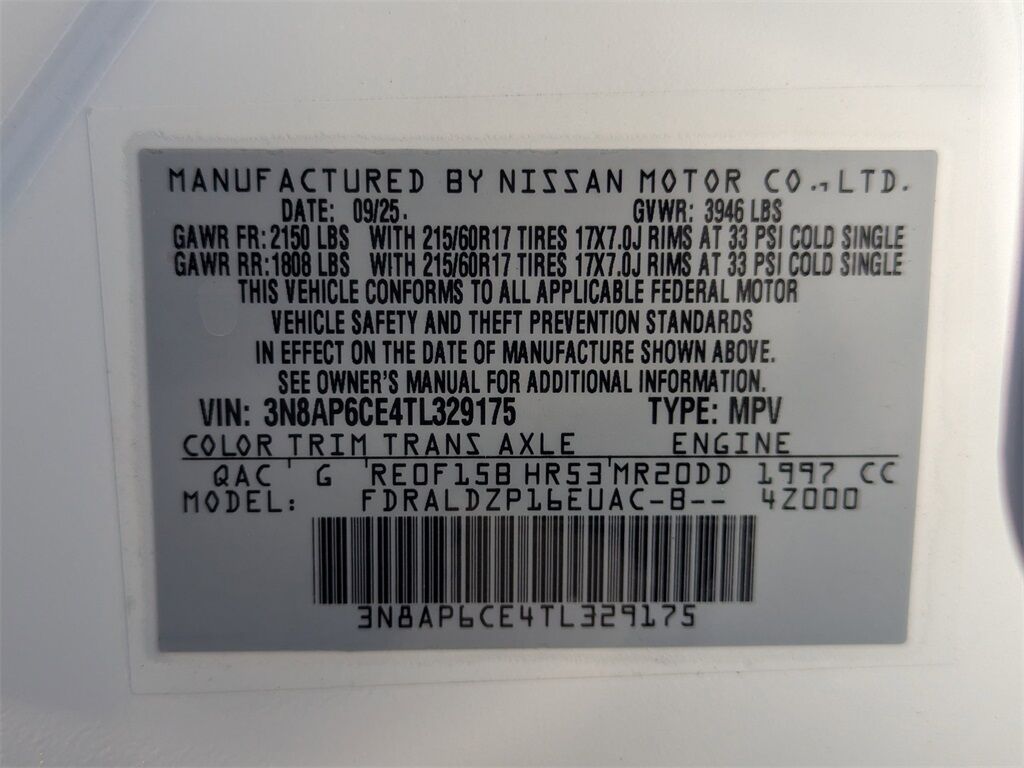 MANUFACTURED BY NISSAN MOTOR CO., LTD.
DATE: 09/25. GVWR: 3946 LBS
GAWR FR: 2150 LBS WITH 215/60R17 TIRES 17X7.0J RIMS AT 33 PSI COLD SINGLE
GAWR RR: 1808 LBS WITH 215/60R17 TIRES 17X7.0J RIMS AT 33 PSI COLD SINGLE
THIS VEHICLE CONFORMS TO ALL APPLICABLE FEDERAL MOTOR
VEHICLE SAFETY AND THEFT PREVENTION STANDARDS
IN EFFECT ON THE DATE OF MANUFACTURE SHOWN ABOVE.
SEE OWNER'S MANUAL FOR ADDITIONAL INFORMATION
VIN: 3N8AP6CE4TL329175 TYPE: MPV
COLOR TRIM TRANS AXLE ENGINE
QAC G RE0F15B HR53 MR20DD 1997 CC
MODEL: FDRALDZP16EUAC-B-- 4Z000
3N8AP6CE4TL329175